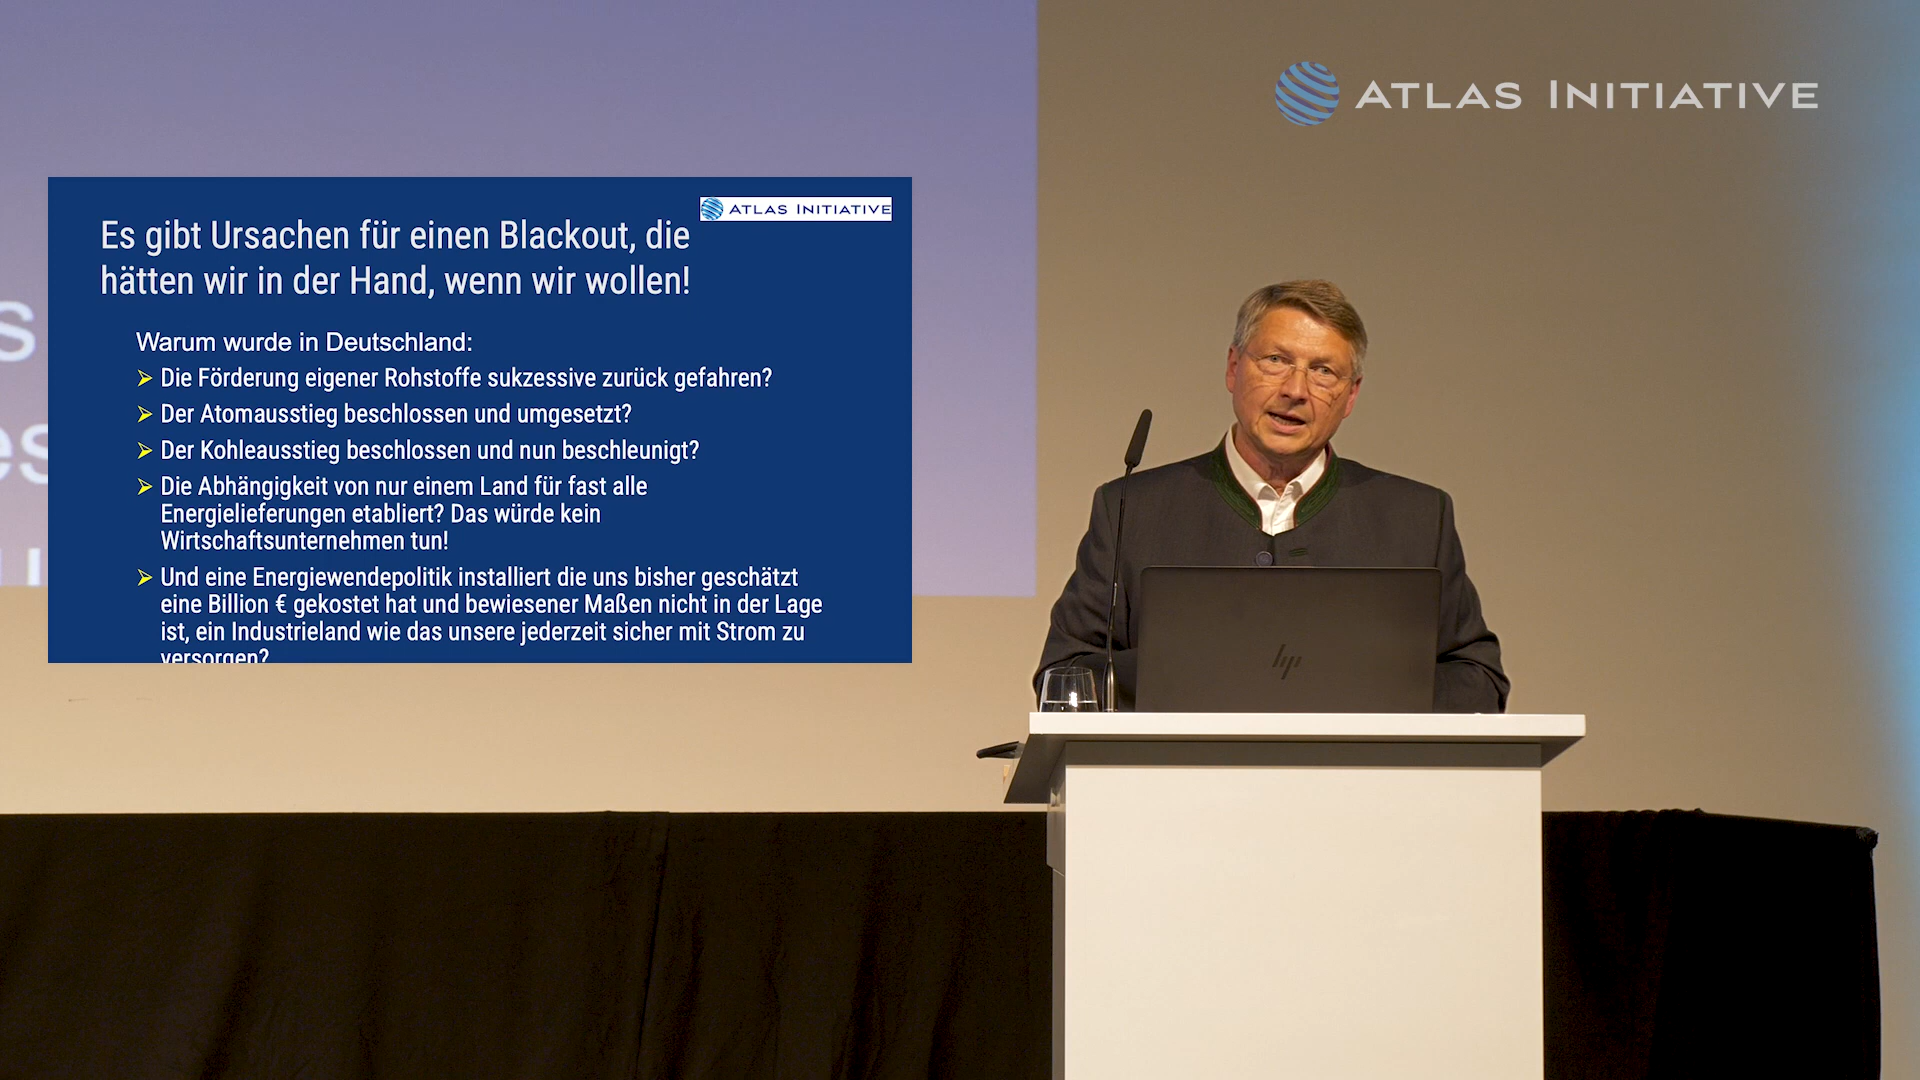 ATLAS INITIATIVE
ATLAS INITIATIVE
Es gibt Ursachen für einen Blackout, die
hätten wir in der Hand, wenn wir wollen!
Warum wurde in Deutschland:
Die Förderung eigener Rohstoffe sukzessive zurück gefahren?
Der Atomausstieg beschlossen und umgesetzt?
Der Kohleausstieg beschlossen und nun beschleunigt?
Die Abhängigkeit von nur einem Land für fast alle
Energielieferungen etabliert? Das würde kein
Wirtschaftsunternehmen tun!
Und eine Energiewendepolitik installiert die uns bisher geschätzt
eine Billion € gekostet hat und bewiesener Maßen nicht in der Lage
ist, ein Industrieland wie das unsere jederzeit sicher mit Strom zu
versorgen?
hp